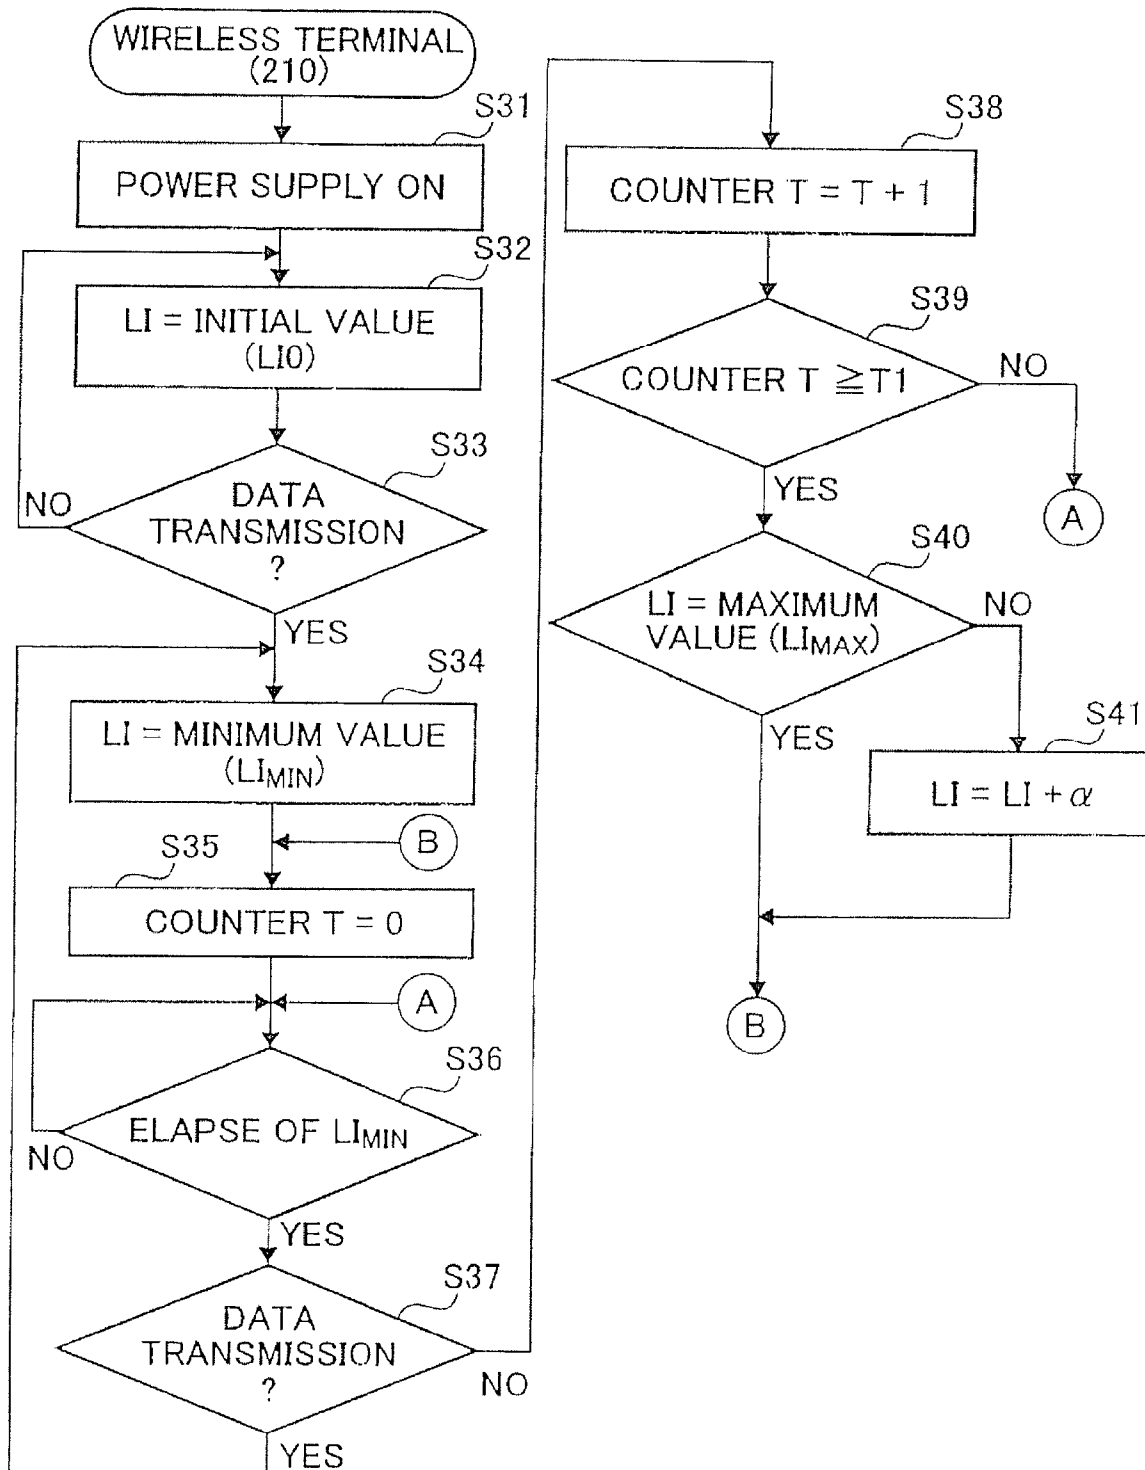 WIRELESS TERMINAL
(210)
S31
POWER SUPPLY ON
S32
LI = INITIAL VALUE
(LI0)
S33
DATA
TRANSMISSION
?
NO
YES
S34
LI = MINIMUM VALUE
(LIMIN)
B
S35
COUNTER T = 0
A
S36
ELAPSE OF LIMIN
NO
YES
S37
DATA
TRANSMISSION
?
NO
YES
S38
COUNTER T = T + 1
S39
COUNTER T ≧ T1
NO
YES
A
S40
LI = MAXIMUM
VALUE (LIMAX)
NO
YES
S41
LI = LI + α
B